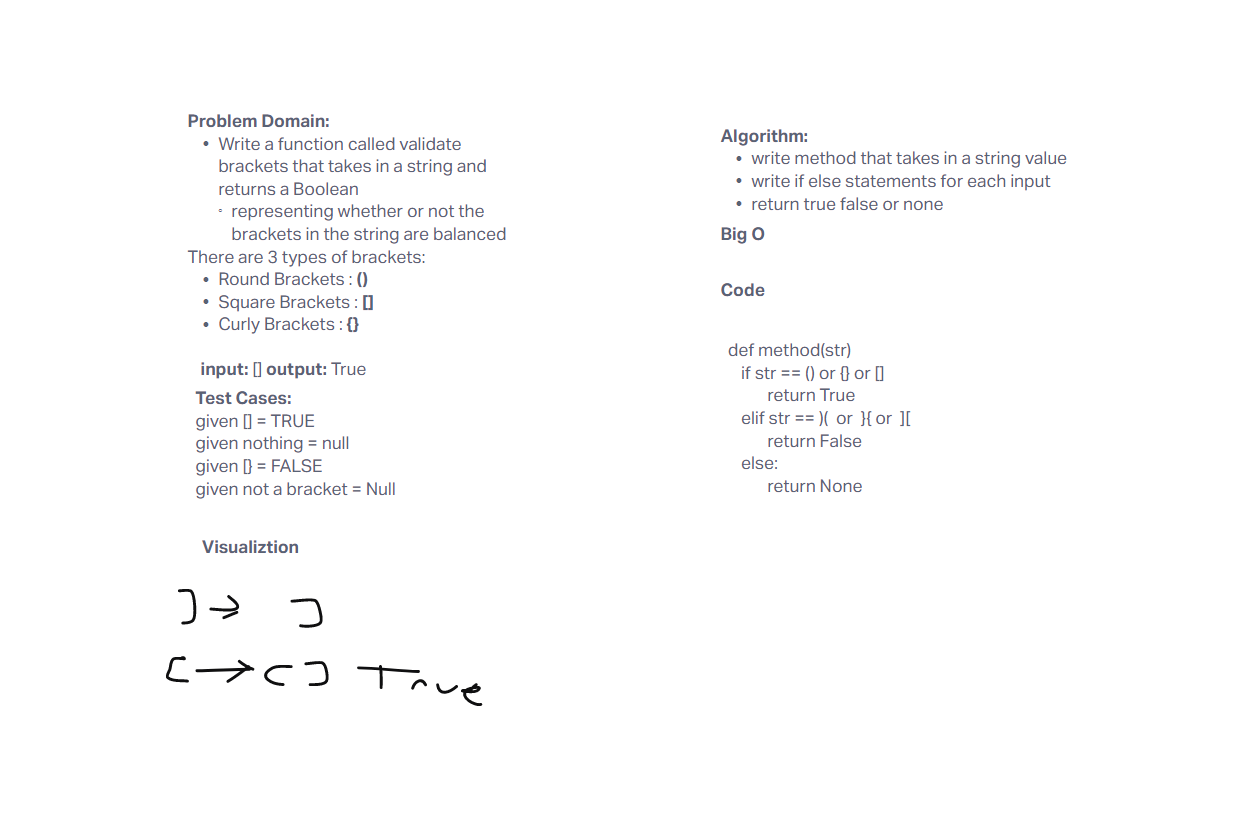 Problem Domain:
• Write a function called validate
brackets that takes in a string and
returns a Boolean
◦ representing whether or not the
brackets in the string are balanced
There are 3 types of brackets:
• Round Brackets : ()
• Square Brackets : []
• Curly Brackets : {}
input: [] output: True
Test Cases:
given [] = TRUE
given nothing = null
given [} = FALSE
given not a bracket = Null
Visualiztion
] → ]
[ → [ ] True
Algorithm:
• write method that takes in a string value
• write if else statements for each input
• return true false or none
Big O
Code
def method(str)
if str == () or {} or []
return True
elif str == )( or }{ or ][
return False
else:
return None